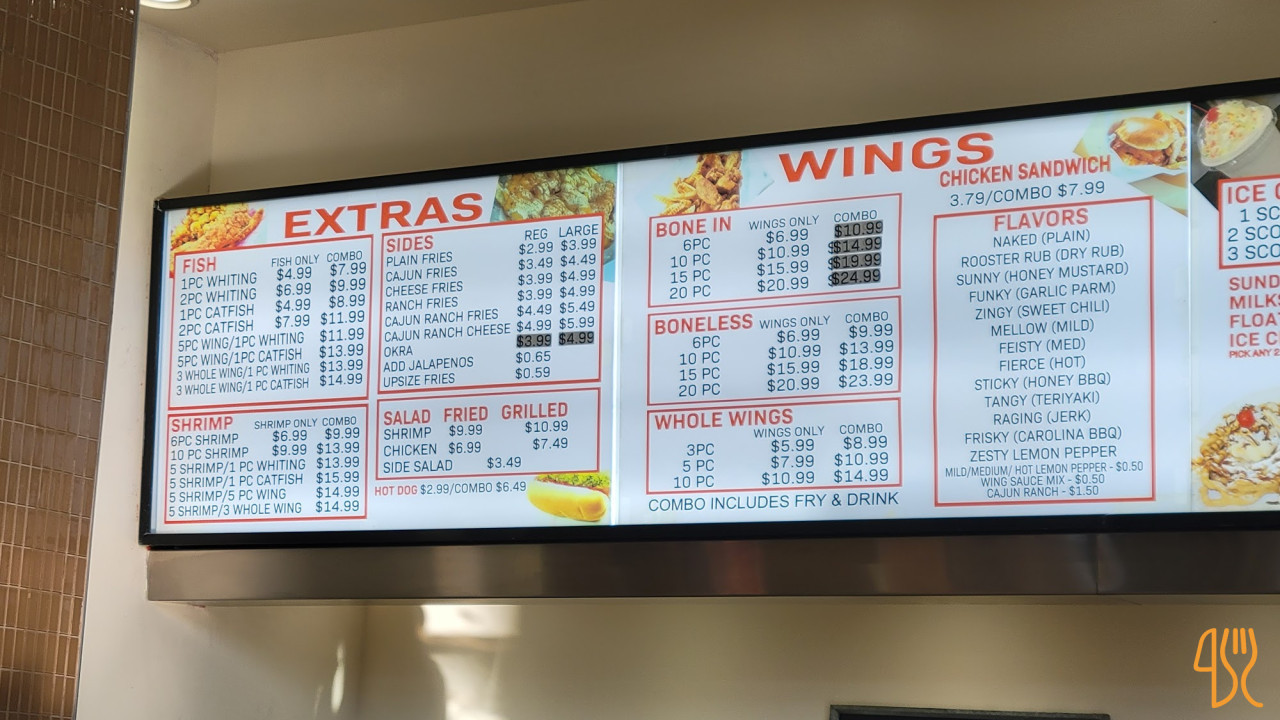 EXTRAS
FISH
FISH ONLY COMBO
1PC WHITING $4.99 $7.99
2PC WHITING $6.99 $9.99
1PC CATFISH $4.99 $8.99
2PC CATFISH $7.99 $11.99
5PC WING/1PC WHITING $11.99
5PC WING/1PC CATFISH $13.99
3 WHOLE WING/1 PC WHITING $13.99
3 WHOLE WING/1 PC CATFISH $14.99
SHRIMP
SHRIMP ONLY COMBO
6PC SHRIMP $6.99 $9.99
10 PC SHRIMP $9.99 $13.99
5 SHRIMP/1 PC WHITING $13.99
5 SHRIMP/1 PC CATFISH $15.99
5 SHRIMP/5 PC WING $14.99
5 SHRIMP/3 WHOLE WING $14.99
SIDES
REG LARGE
PLAIN FRIES $2.99 $3.99
CAJUN FRIES $3.49 $4.49
CHEESE FRIES $3.99 $4.99
RANCH FRIES $3.99 $4.99
CAJUN RANCH FRIES $4.49 $5.49
CAJUN RANCH CHEESE $4.99 $5.99
OKRA $3.99 $4.99
ADD JALAPENOS $0.65
UPSIZE FRIES $0.59
SALAD FRIED GRILLED
SHRIMP $9.99 $10.99
CHICKEN $6.99 $7.49
SIDE SALAD $3.49
HOT DOG $2.99/COMBO $6.49
WINGS
BONE IN
WINGS ONLY COMBO
6PC $6.99 $10.99
10 PC $10.99 $14.99
15 PC $15.99 $19.99
20 PC $20.99 $24.99
BONELESS
WINGS ONLY COMBO
6PC $6.99 $9.99
10 PC $10.99 $13.99
15 PC $15.99 $18.99
20 PC $20.99 $23.99
WHOLE WINGS
WINGS ONLY COMBO
3PC $5.99 $8.99
5 PC $7.99 $10.99
10 PC $10.99 $14.99
COMBO INCLUDES FRY & DRINK
CHICKEN SANDWICH
3.79/COMBO $7.99
FLAVORS
NAKED (PLAIN)
ROOSTER RUB (DRY RUB)
SUNNY (HONEY MUSTARD)
FUNKY (GARLIC PARM)
ZINGY (SWEET CHILI)
MELLOW (MILD)
FEISTY (MED)
FIERCE (HOT)
STICKY (HONEY BBQ)
TANGY (TERIYAKI)
RAGING (JERK)
FRISKY (CAROLINA BBQ)
ZESTY LEMON PEPPER
MILD/MEDIUM/ HOT LEMON PEPPER - $0.50
WING SAUCE MIX - $0.50
CAJUN RANCH - $1.50
ICE
1 SCO
2 SCO
3 SCO
SUND
MILK
FLOA
ICE C
PICK ANY 2